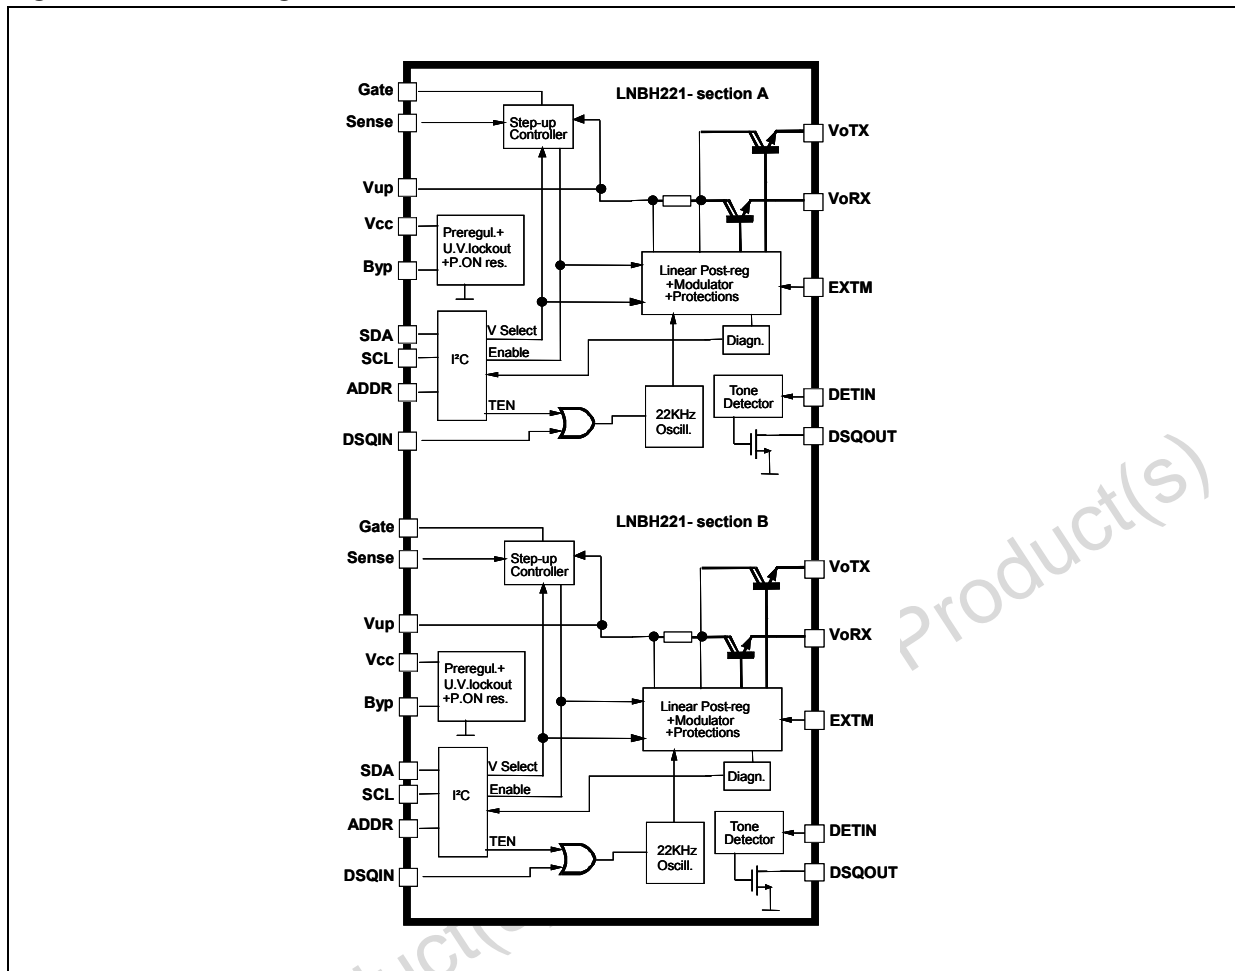 LNBH221- section A
Gate
Sense
Vup
Vcc
Byp
SDA
SCL
ADDR
DSQIN
Step-up
Controller
Preregul.+
U.V.lockout
+P.ON res.
I²C
V Select
Enable
TEN
Linear Post-reg
+Modulator
+Protections
Diagn.
22KHz
Oscill.
Tone
Detector
VoTX
VoRX
EXTM
DETIN
DSQOUT
LNBH221- section B
Gate
Sense
Vup
Vcc
Byp
SDA
SCL
ADDR
DSQIN
Step-up
Controller
Preregul.+
U.V.lockout
+P.ON res.
I²C
V Select
Enable
TEN
Linear Post-reg
+Modulator
+Protections
Diagn.
22KHz
Oscill.
Tone
Detector
VoTX
VoRX
EXTM
DETIN
DSQOUT
Product(s)